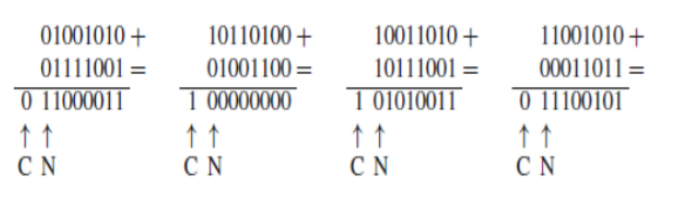 01001010 + 10110100 + 10011010 + 11001010 +
01111001 = 01001100 = 10111001 = 00011011 =
0 11000011 1 00000000 1 01010011 0 11100101
↑ ↑ ↑ ↑ ↑ ↑ ↑ ↑
C N C N C N C N